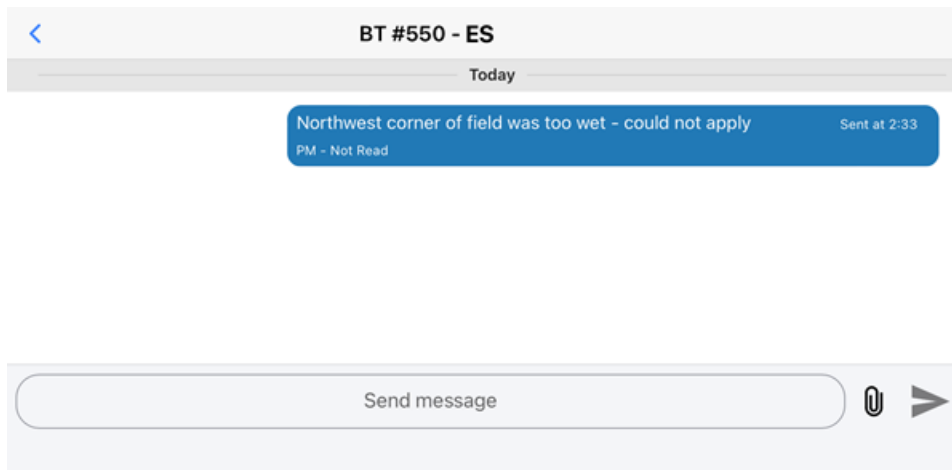 BT #550 - ES
Today
Northwest corner of field was too wet - could not apply Sent at 2:33
PM - Not Read
Send message